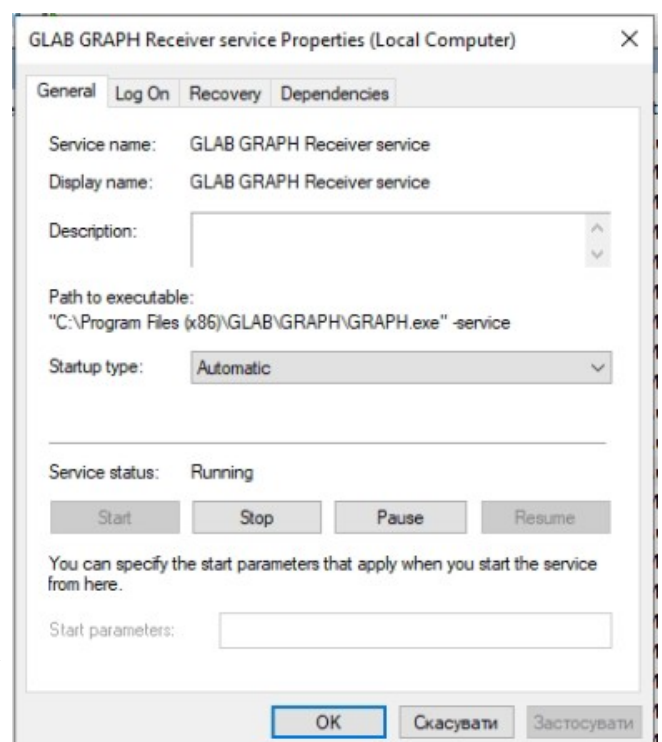 GLAB GRAPH Receiver service Properties (Local Computer)
General Log On Recovery Dependencies
Service name: GLAB GRAPH Receiver service
Display name: GLAB GRAPH Receiver service
Description:
Path to executable:
"C:\Program Files (x86)\GLAB\GRAPH\GRAPH.exe" -service
Startup type: Automatic
Service status: Running
Start Stop Pause Resume
You can specify the start parameters that apply when you start the service
from here.
Start parameters:
OK Скасувати Застосувати